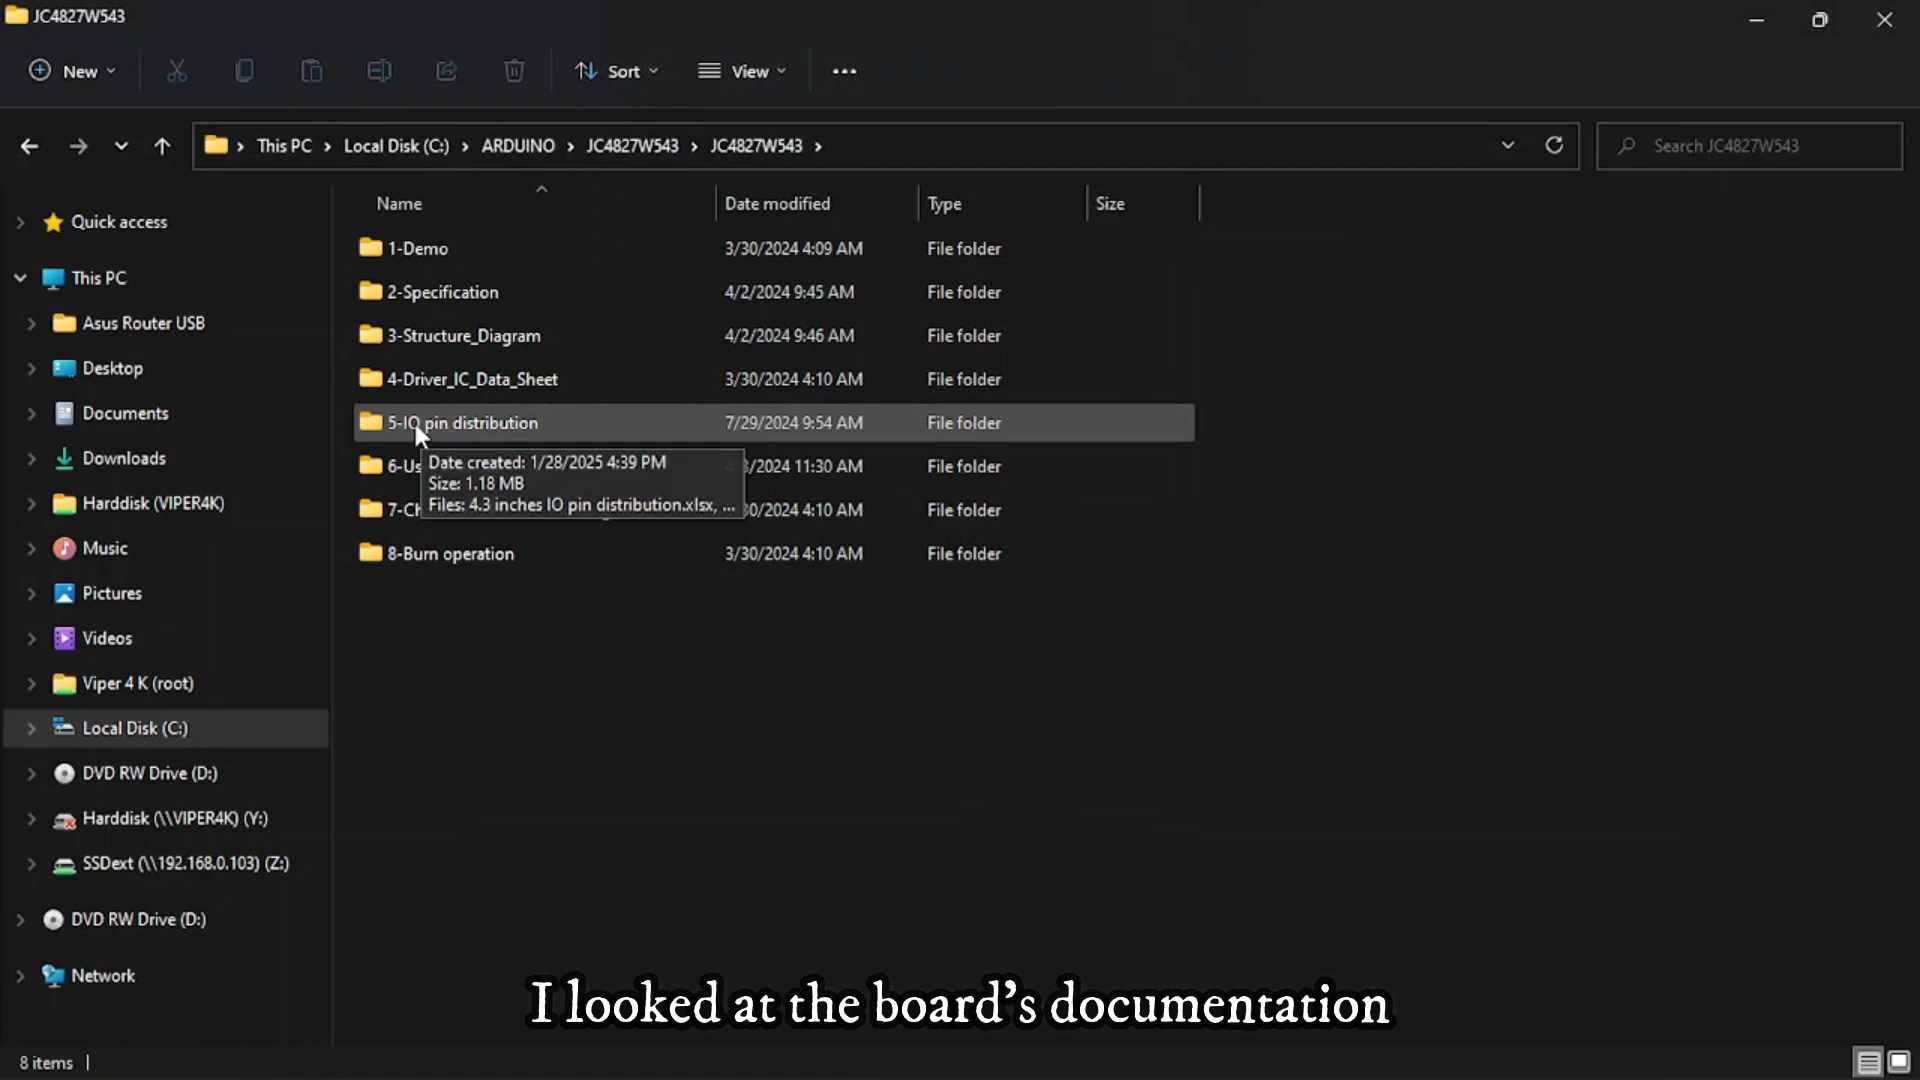 JC4827W543
New
Sort
View
This PC
Local Disk (C:)
ARDUINO
JC4827W543
JC4827W543
Search JC4827W543
Name
Date modified
Type
Size
1-Demo 3/30/2024 4:09 AM File folder
2-Specification 4/2/2024 9:45 AM File folder
3-Structure_Diagram 4/2/2024 9:46 AM File folder
4-Driver_IC_Data_Sheet 3/30/2024 4:10 AM File folder
5-IO pin distribution 7/29/2024 9:54 AM File folder
6-Us 3/2024 11:30 AM File folder
7-Ch 30/2024 4:10 AM File folder
8-Burn operation 3/30/2024 4:10 AM File folder
Date created: 1/28/2025 4:39 PM
Size: 1.18 MB
Files: 4.3 inches IO pin distribution.xlsx, ...
Quick access
This PC
Asus Router USB
Desktop
Documents
Downloads
Harddisk (VIPER4K)
Music
Pictures
Videos
Viper 4 K (root)
Local Disk (C:)
DVD RW Drive (D:)
Harddisk (\\VIPER4K) (Y:)
SSDext (\\192.168.0.103) (Z:)
DVD RW Drive (D:)
Network
I looked at the board’s documentation
8 items